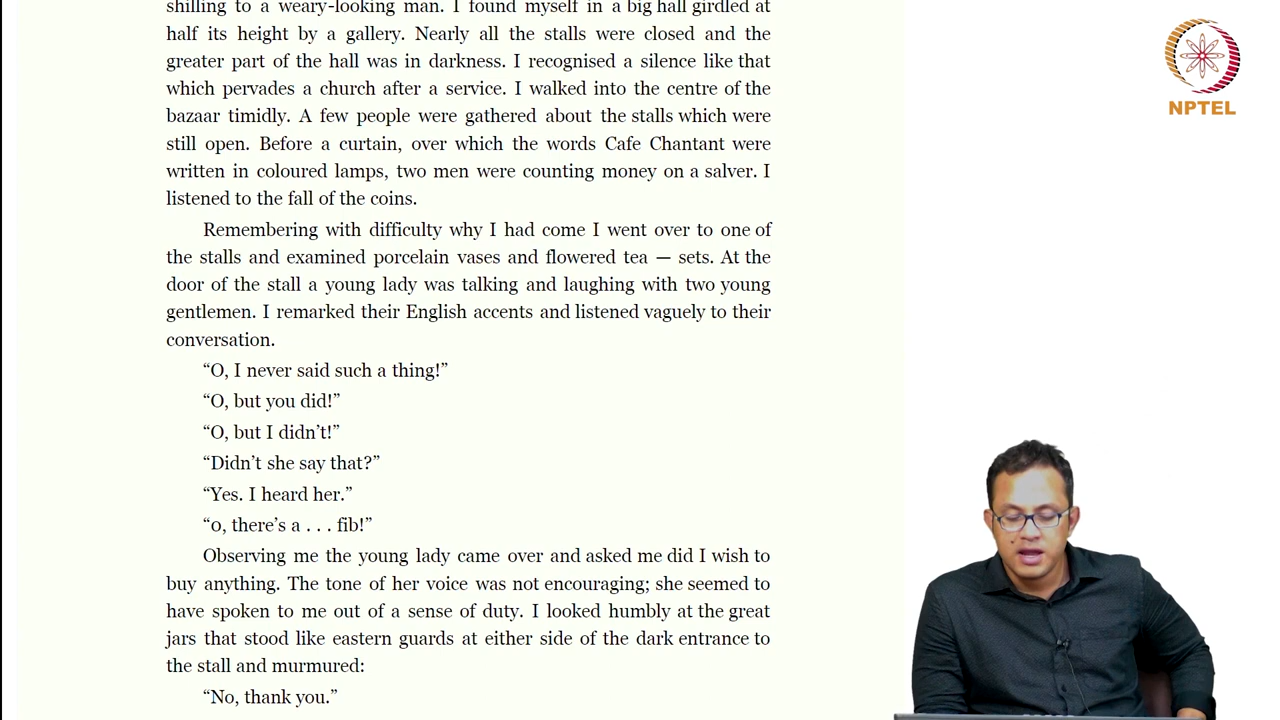 shilling to a weary-looking man. I found myself in a big hall girdled at
half its height by a gallery. Nearly all the stalls were closed and the
greater part of the hall was in darkness. I recognised a silence like that
which pervades a church after a service. I walked into the centre of the
bazaar timidly. A few people were gathered about the stalls which were
still open. Before a curtain, over which the words Cafe Chantant were
written in coloured lamps, two men were counting money on a salver. I
listened to the fall of the coins.
Remembering with difficulty why I had come I went over to one of
the stalls and examined porcelain vases and flowered tea — sets. At the
door of the stall a young lady was talking and laughing with two young
gentlemen. I remarked their English accents and listened vaguely to their
conversation.
“O, I never said such a thing!”
“O, but you did!”
“O, but I didn’t!”
“Didn’t she say that?”
“Yes. I heard her.”
“o, there’s a . . . fib!”
Observing me the young lady came over and asked me did I wish to
buy anything. The tone of her voice was not encouraging; she seemed to
have spoken to me out of a sense of duty. I looked humbly at the great
jars that stood like eastern guards at either side of the dark entrance to
the stall and murmured:
“No, thank you.”
NPTEL